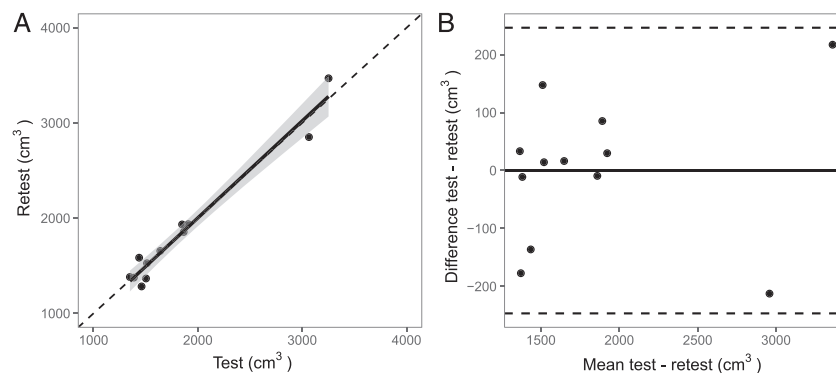 A
4000
3000
2000
1000
Retest (cm³)
1000 2000 3000 4000
Test (cm³)
B
200
100
0
−100
−200
Difference test - retest (cm³)
1500 2000 2500 3000
Mean test - retest (cm³)